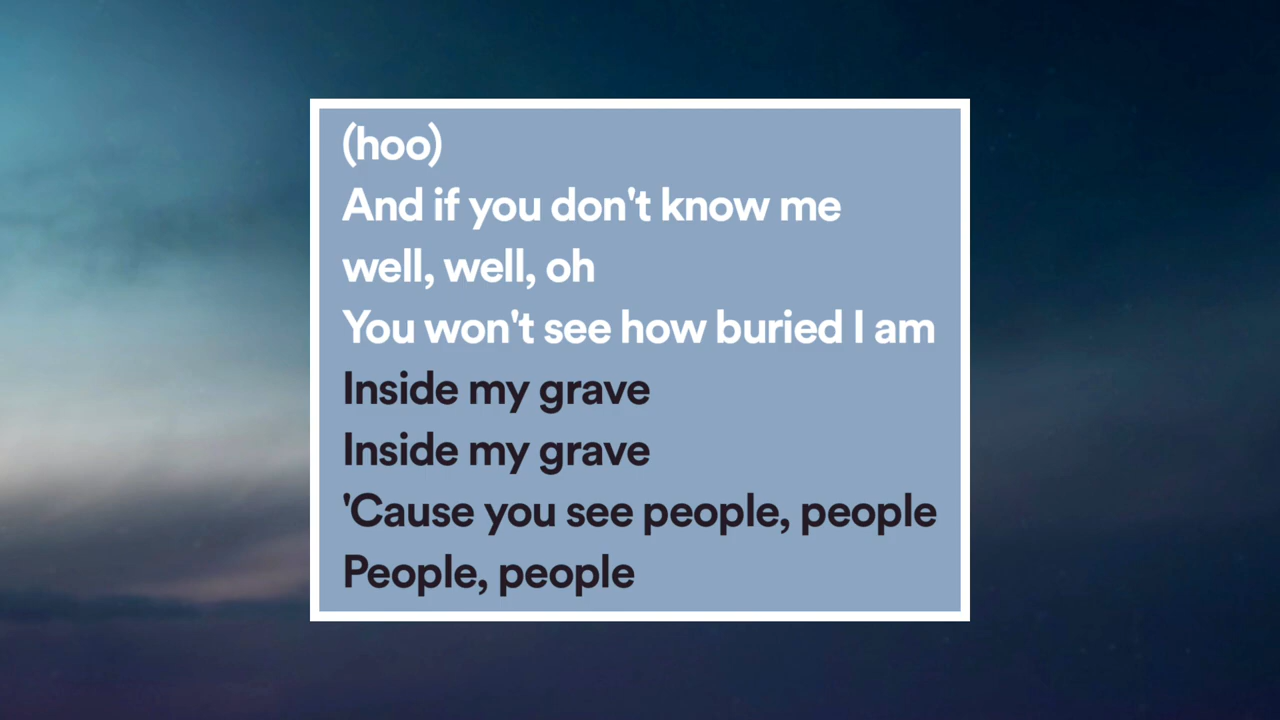 (hoo)
And if you don't know me
well, well, oh
You won't see how buried I am
Inside my grave
Inside my grave
'Cause you see people, people
People, people